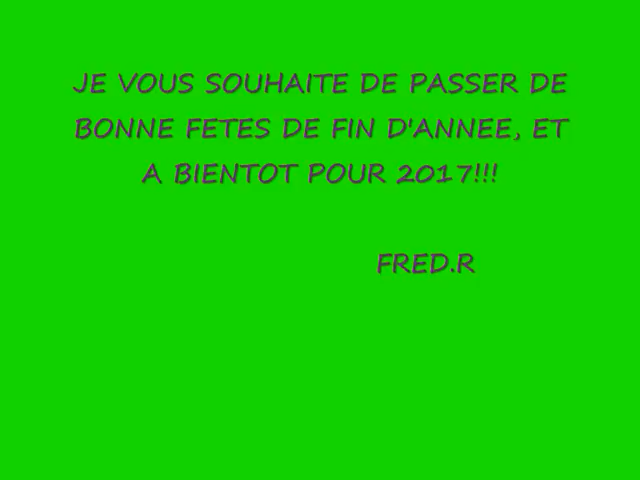 JE VOUS SOUHAITE DE PASSER DE
BONNE FETES DE FIN D'ANNEE, ET
A BIENTOT POUR 2017!!!
FRED.R